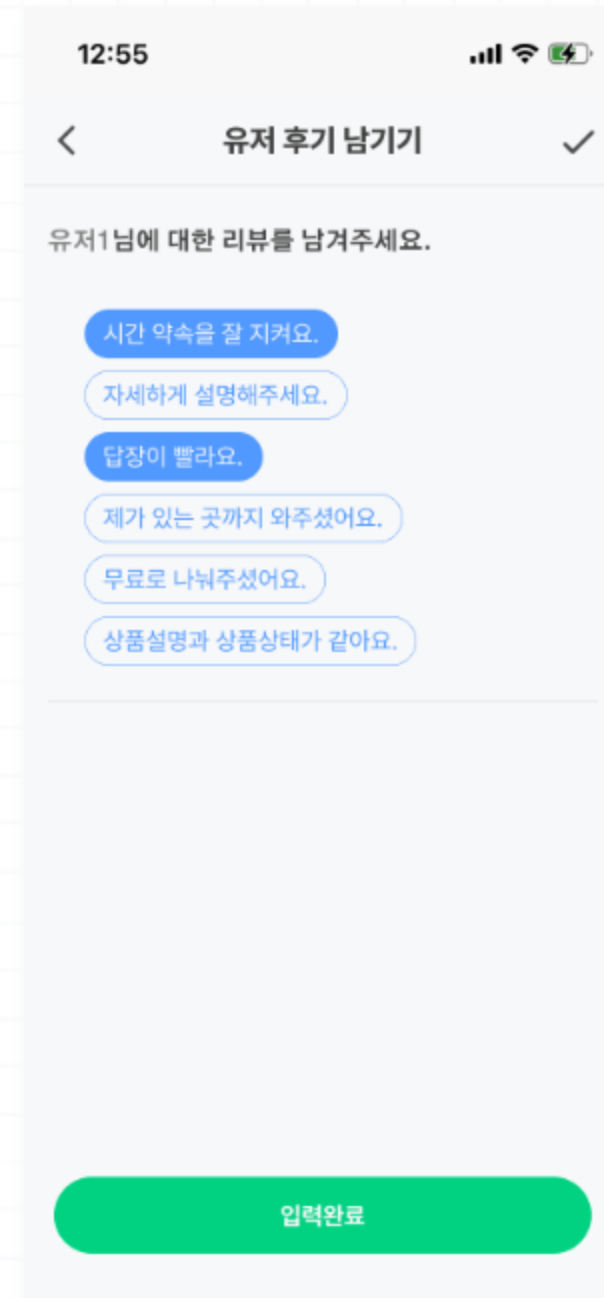 12:55
유저 후기 남기기
유저1님에 대한 리뷰를 남겨주세요.
시간 약속을 잘 지켜요.
자세하게 설명해주세요.
답장이 빨라요.
제가 있는 곳까지 와주셨어요.
무료로 나눠주셨어요.
상품설명과 상품상태가 같아요.
입력완료